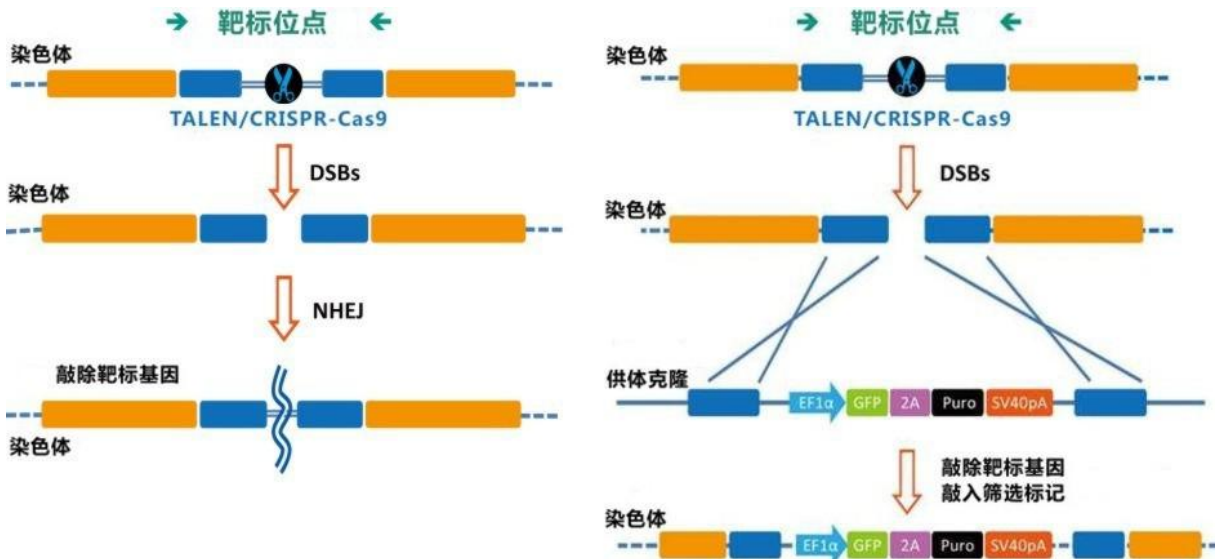 → 靶标位点 ←
染色体
TALEN/CRISPR-Cas9
DSBs
染色体
NHEJ
敲除靶标基因
染色体
→ 靶标位点 ←
染色体
TALEN/CRISPR-Cas9
DSBs
染色体
供体克隆
EF1α GFP 2A Puro SV40pA
敲除靶标基因
敲入筛选标记
染色体
EF1α GFP 2A Puro SV40pA